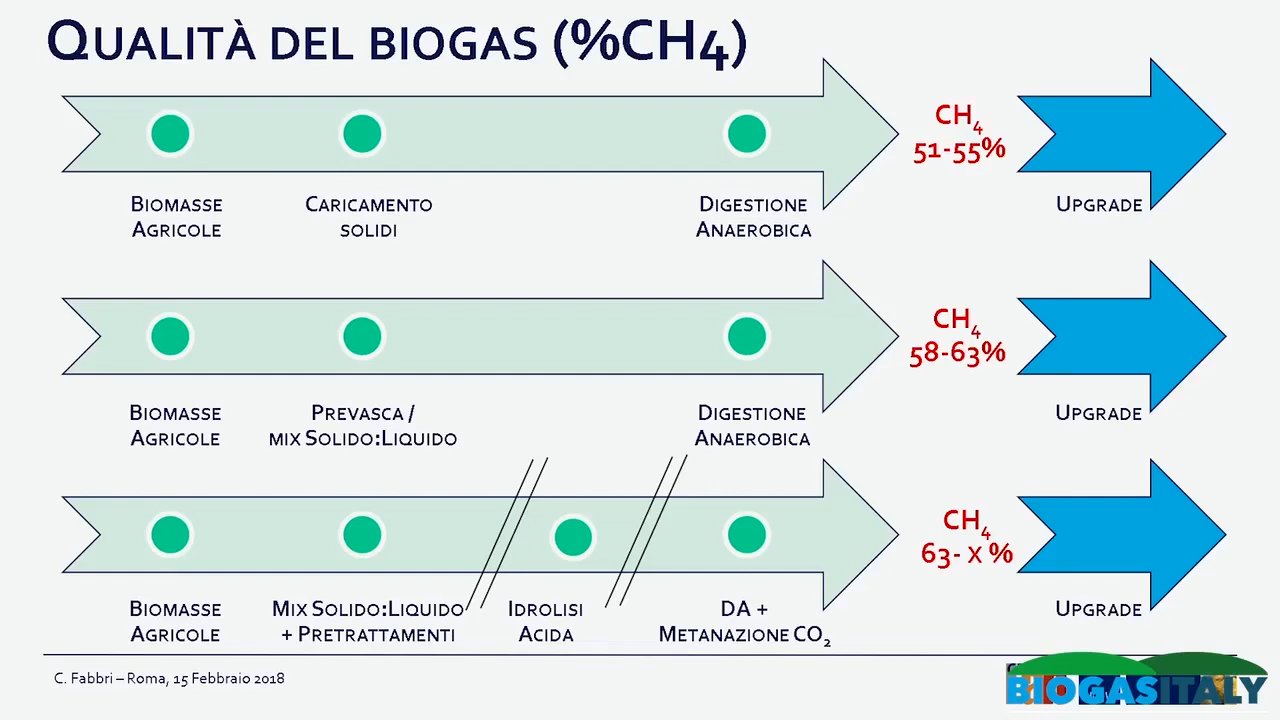 QUALITÀ DEL BIOGAS (%CH4)
BIOMASSE
AGRICOLE
CARICAMENTO
SOLIDI
DIGESTIONE
ANAEROBICA
CH4
51-55%
UPGRADE
BIOMASSE
AGRICOLE
PREVASCA /
MIX SOLIDO:LIQUIDO
DIGESTIONE
ANAEROBICA
CH4
58-63%
UPGRADE
BIOMASSE
AGRICOLE
MIX SOLIDO:LIQUIDO
+ PRETRATTAMENTI
IDROLISI
ACIDA
DA +
METANAZIONE CO2
CH4
63- X %
UPGRADE
C. Fabbri – Roma, 15 Febbraio 2018
BIOGASITALY